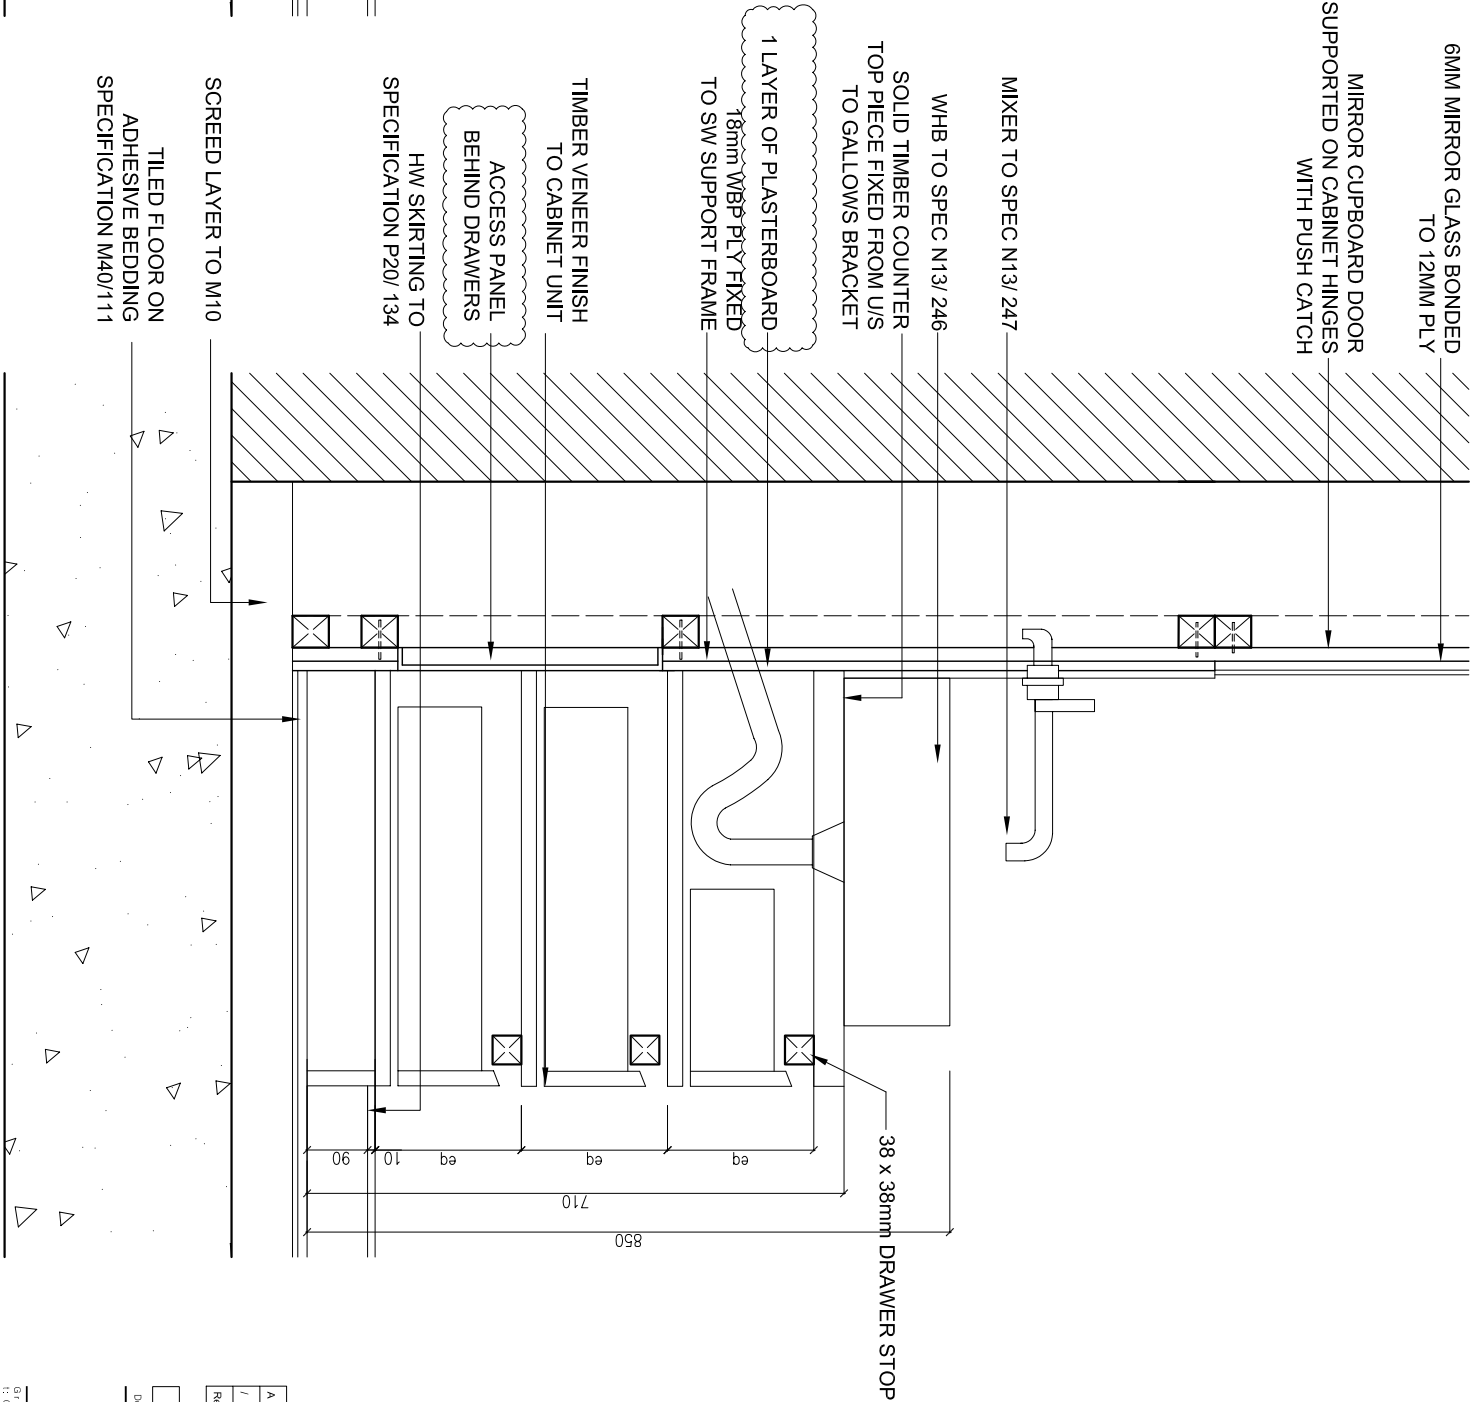 6MM MIRROR GLASS BONDED
TO 12MM PLY
MIRROR CUPBOARD DOOR
SUPPORTED ON CABINET HINGES
WITH PUSH CATCH
MIXER TO SPEC N13/ 247
WHB TO SPEC N13/ 246
SOLID TIMBER COUNTER
TOP PIECE FIXED FROM U/S
TO GALLOWS BRACKET
1 LAYER OF PLASTERBOARD
18mm WBP PLY FIXED
TO SW SUPPORT FRAME
TIMBER VENEER FINISH
TO CABINET UNIT
ACCESS PANEL
BEHIND DRAWERS
HW SKIRTING TO
SPECIFICATION P20/ 134
SCREED LAYER TO M10
TILED FLOOR ON
ADHESIVE BEDDING
SPECIFICATION M40/111
38 x 38mm DRAWER STOP
90
10
eq
eq
eq
710
850
A
/